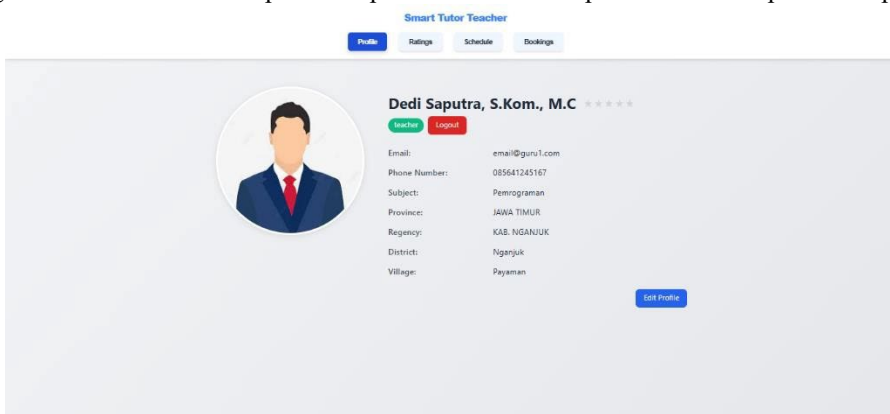 Smart Tutor Teacher
Profile Ratings Schedule Bookings
Dedi Saputra, S.Kom., M.C ★★★★★
teacher Logout
Email: email@guru1.com
Phone Number: 085641245167
Subject: Pemrograman
Province: JAWA TIMUR
Regency: KAB. NGANJUK
District: Nganjuk
Village: Payaman
Edit Profile